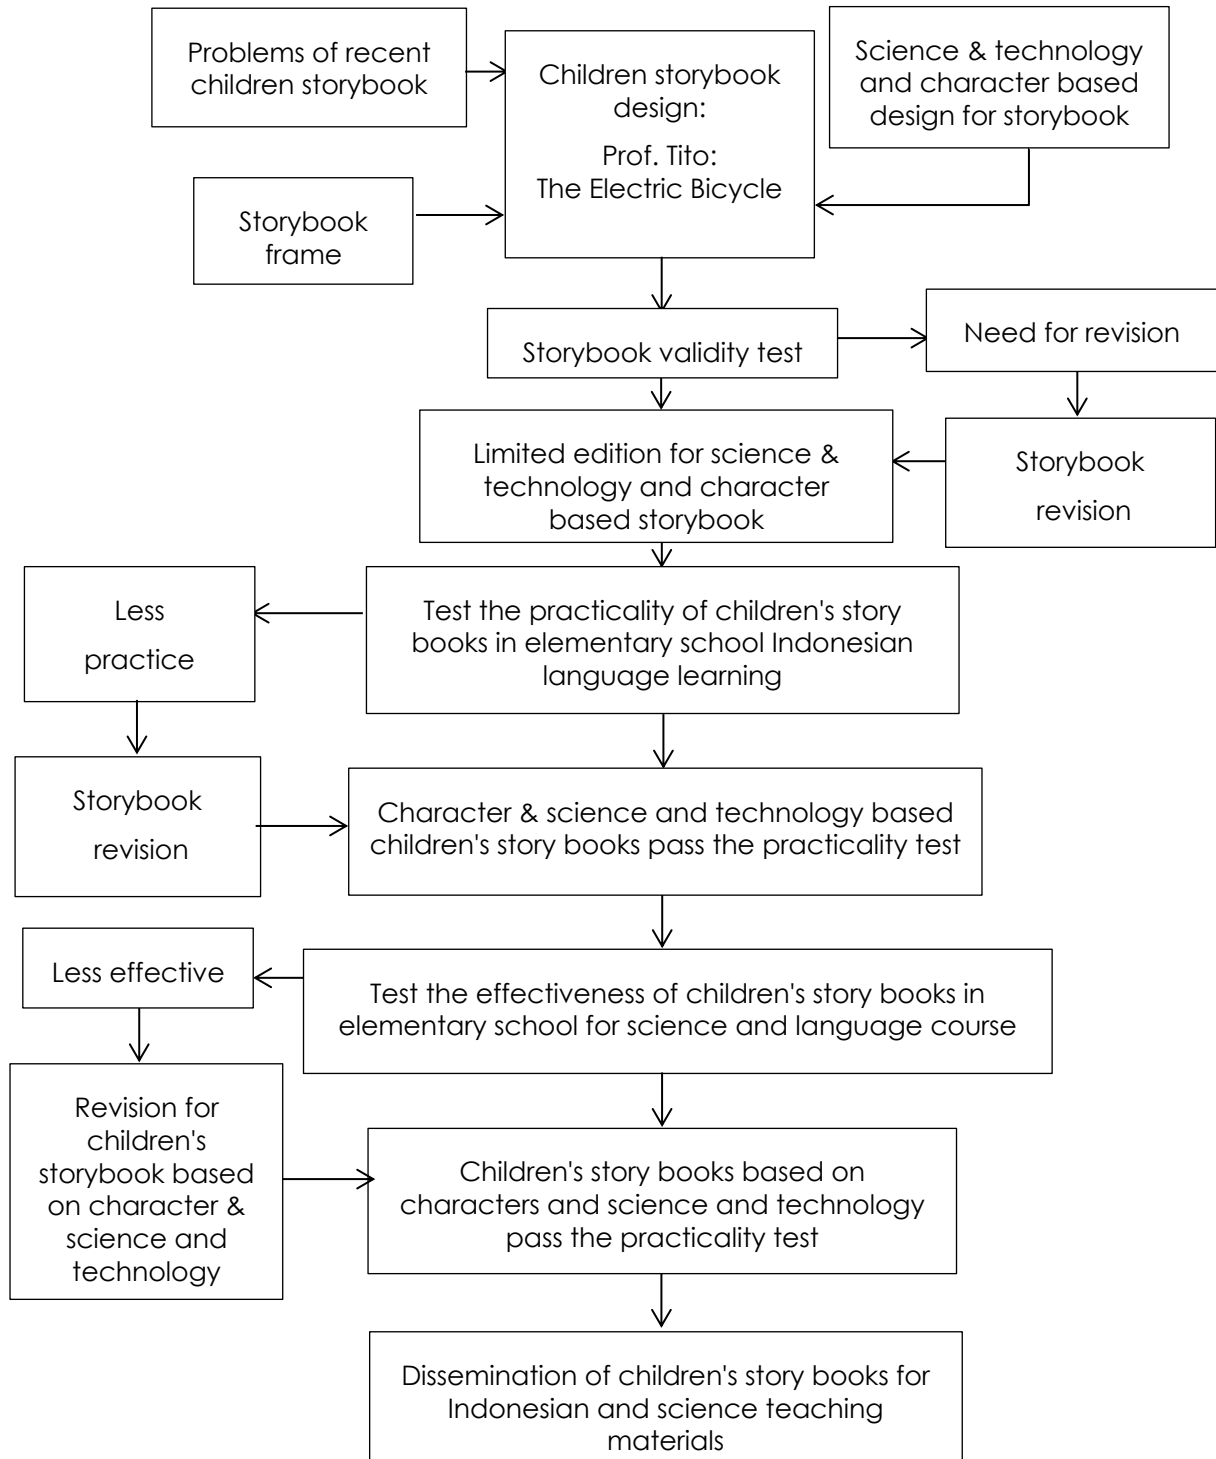 Problems of recent
children storybook
Children storybook
design:
Prof. Tito:
The Electric Bicycle
Science & technology
and character based
design for storybook
Storybook
frame
Storybook validity test
Need for revision
Limited edition for science &
technology and character
based storybook
Storybook
revision
Less
practice
Test the practicality of children's story
books in elementary school Indonesian
language learning
Storybook
revision
Character & science and technology based
children's story books pass the practicality test
Less effective
Test the effectiveness of children's story books in
elementary school for science and language course
Revision for
children's
storybook based
on character &
science and
technology
Children's story books based on
characters and science and technology
pass the practicality test
Dissemination of children's story books for
Indonesian and science teaching
materials